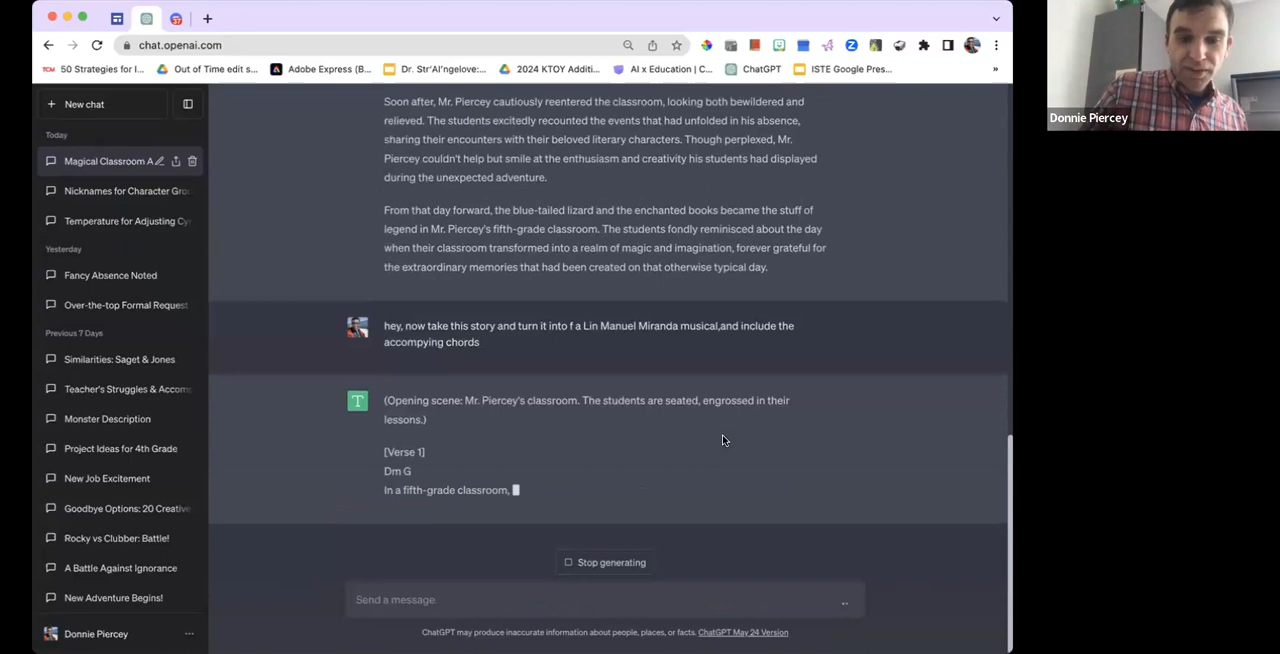 chat.openai.com
50 Strategies for I...
Out of Time edit s...
Adobe Express (B...
Dr. Str'AI'ngelove:...
2024 KTOY Additi...
AI x Education | C...
ChatGPT
ISTE Google Pres...
»
Donnie Piercey
+ New chat
Today
Magical Classroom A
Nicknames for Character Gro
Temperature for Adjusting Cy
Yesterday
Fancy Absence Noted
Over-the-top Formal Request
Previous 7 Days
Similarities: Saget & Jones
Teacher's Struggles & Accom
Monster Description
Project Ideas for 4th Grade
New Job Excitement
Goodbye Options: 20 Creative
Rocky vs Clubber: Battle!
A Battle Against Ignorance
New Adventure Begins!
Donnie Piercey
Soon after, Mr. Piercey cautiously reentered the classroom, looking both bewildered and
relieved. The students excitedly recounted the events that had unfolded in his absence,
sharing their encounters with their beloved literary characters. Though perplexed, Mr.
Piercey couldn't help but smile at the enthusiasm and creativity his students had displayed
during the unexpected adventure.
From that day forward, the blue-tailed lizard and the enchanted books became the stuff of
legend in Mr. Piercey's fifth-grade classroom. The students fondly reminisced about the day
when their classroom transformed into a realm of magic and imagination, forever grateful for
the extraordinary memories that had been created on that otherwise typical day.
hey, now take this story and turn it into f a Lin Manuel Miranda musical,and include the
accompying chords
(Opening scene: Mr. Piercey's classroom. The students are seated, engrossed in their
lessons.)
[Verse 1]
Dm G
In a fifth-grade classroom,
Stop generating
Send a message.
ChatGPT may produce inaccurate information about people, places, or facts. ChatGPT May 24 Version